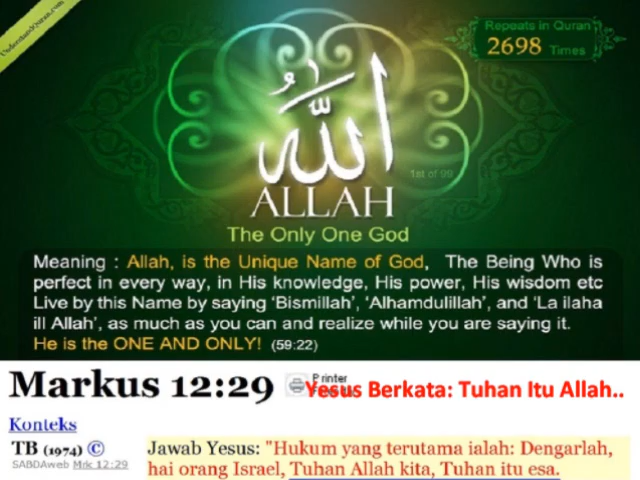 UnderstandQuran.com
Repeats in Quran
2698 Times
الله
1st of 99
ALLAH
The Only One God
Meaning : Allah, is the Unique Name of God, The Being Who is
perfect in every way, in His knowledge, His power, His wisdom etc
Live by this Name by saying ‘Bismillah’, ‘Alhamdulillah’, and ‘La ilaha
ill Allah’, as much as you can and realize while you are saying it.
He is the ONE AND ONLY! (59:22)
Markus 12:29 Printer Yesus Berkata: Tuhan Itu Allah..
Konteks
TB (1974) © Jawab Yesus: "Hukum yang terutama ialah: Dengarlah,
SABDAweb Mrk 12:29 hai orang Israel, Tuhan Allah kita, Tuhan itu esa.